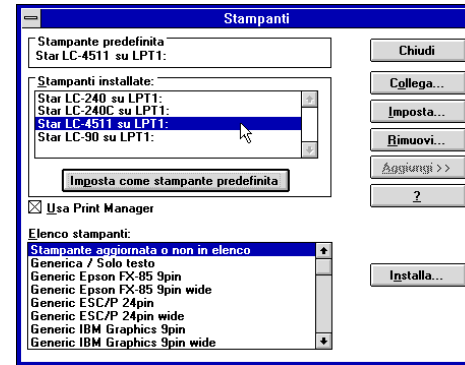 Stampanti
Stampante predefinita
Star LC-4511 su LPT1:
Stampanti installate:
Star LC-240 su LPT1:
Star LC-240C su LPT1:
Star LC-4511 su LPT1:
Star LC-90 su LPT1:
Imposta come stampante predefinita
Usa Print Manager
Elenco stampanti:
Stampante aggiornata o non in elenco
Generica / Solo testo
Generic Epson FX-85 9pin
Generic Epson FX-85 9pin wide
Generic ESC/P 24pin
Generic ESC/P 24pin wide
Generic IBM Graphics 9pin
Generic IBM Graphics 9pin wide
Chiudi
Collega...
Imposta...
Rimuovi...
Aggiungi >>
?
Installa...